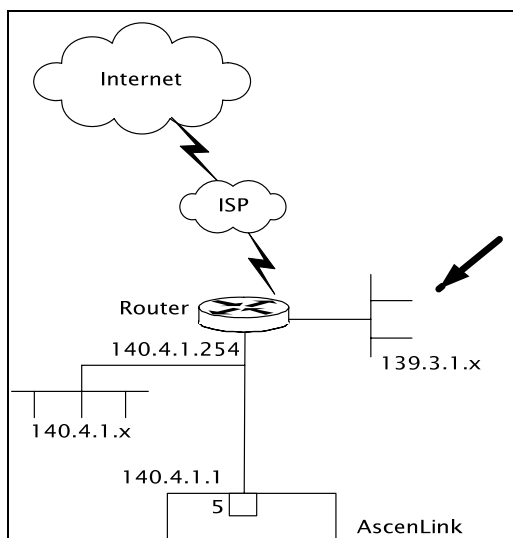 Internet
ISP
Router
140.4.1.254
139.3.1.x
140.4.1.x
140.4.1.1
5
AscenLink